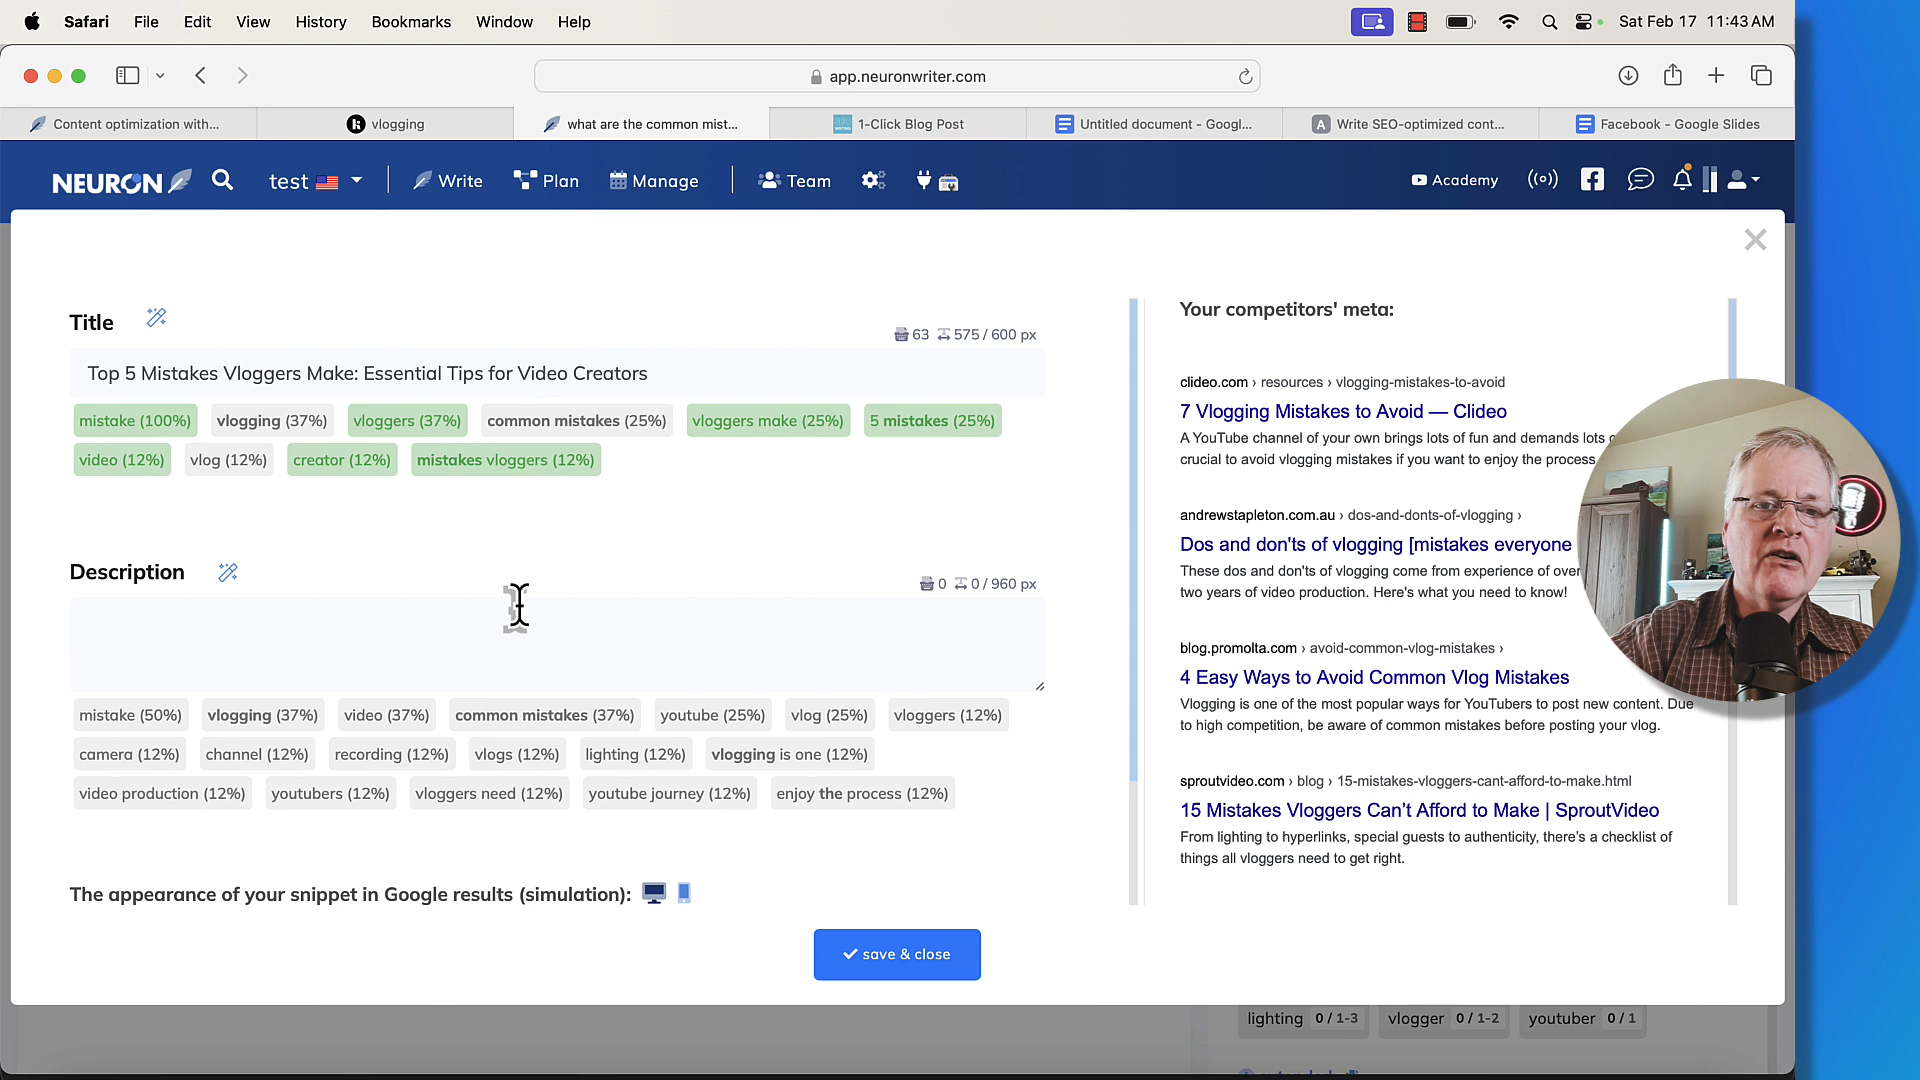 Safari File Edit View History Bookmarks Window Help Sat Feb 17 11:43 AM
app.neuronwriter.com
Content optimization with... vlogging what are the common mist... 1-Click Blog Post Untitled document - Googl... Write SEO-optimized cont... Facebook - Google Slides
NEURON test Write Plan Manage Team Academy
Title
63 575 / 600 px
Top 5 Mistakes Vloggers Make: Essential Tips for Video Creators
mistake (100%) vlogging (37%) vloggers (37%) common mistakes (25%) vloggers make (25%) 5 mistakes (25%)
video (12%) vlog (12%) creator (12%) mistakes vloggers (12%)
Description
0 0 / 960 px
mistake (50%) vlogging (37%) video (37%) common mistakes (37%) youtube (25%) vlog (25%) vloggers (12%)
camera (12%) channel (12%) recording (12%) vlogs (12%) lighting (12%) vlogging is one (12%)
video production (12%) youtubers (12%) vloggers need (12%) youtube journey (12%) enjoy the process (12%)
The appearance of your snippet in Google results (simulation):
save & close
Your competitors' meta:
clideo.com › resources › vlogging-mistakes-to-avoid
7 Vlogging Mistakes to Avoid — Clideo
A YouTube channel of your own brings lots of fun and demands lots
crucial to avoid vlogging mistakes if you want to enjoy the process
andrewstapleton.com.au › dos-and-donts-of-vlogging ›
Dos and don'ts of vlogging [mistakes everyone
These dos and don'ts of vlogging come from experience of over
two years of video production. Here's what you need to know!
blog.promolta.com › avoid-common-vlog-mistakes ›
4 Easy Ways to Avoid Common Vlog Mistakes
Vlogging is one of the most popular ways for YouTubers to post new content. Due
to high competition, be aware of common mistakes before posting your vlog.
sproutvideo.com › blog › 15-mistakes-vloggers-cant-afford-to-make.html
15 Mistakes Vloggers Can’t Afford to Make | SproutVideo
From lighting to hyperlinks, special guests to authenticity, there’s a checklist of
things all vloggers need to get right.
lighting 0 / 1-3 vlogger 0 / 1-2 youtuber 0 / 1